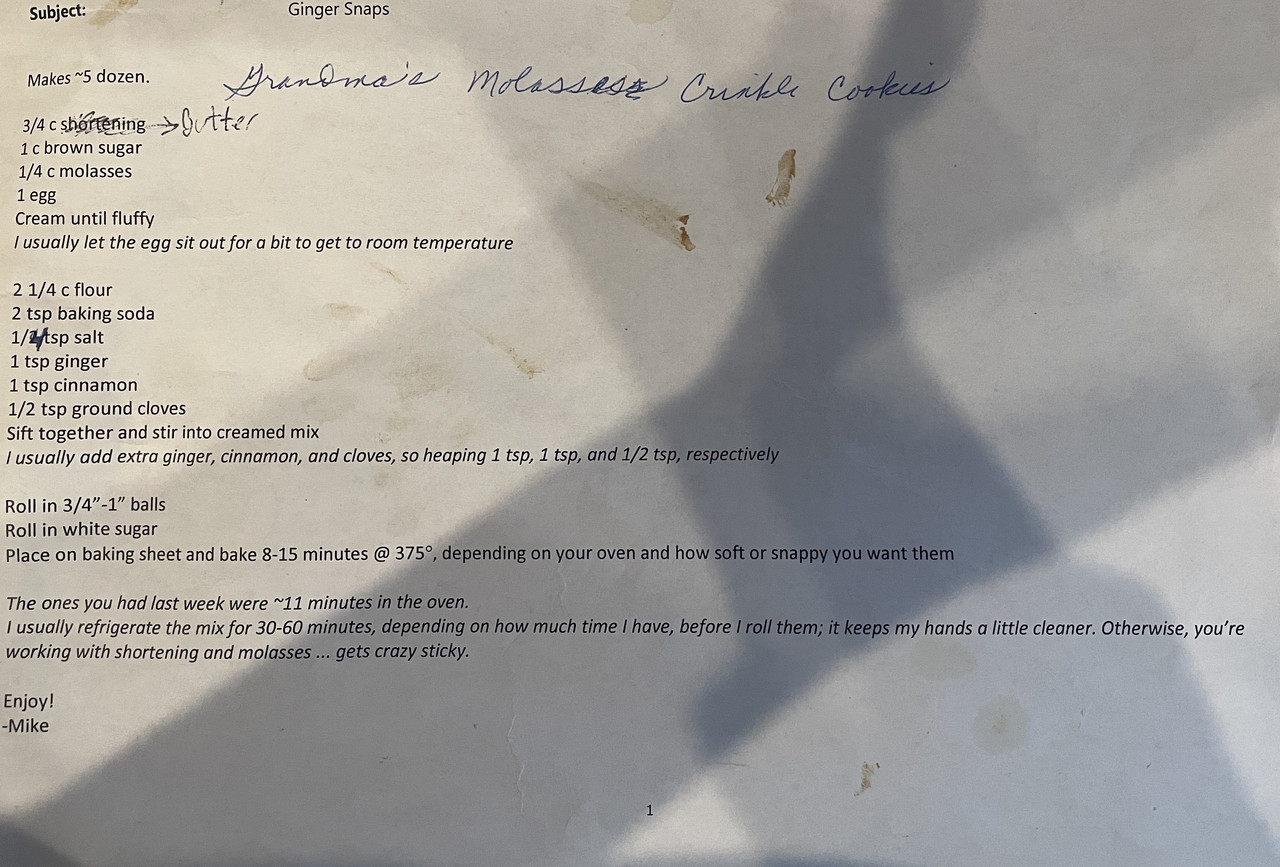 Subject: Ginger Snaps
Makes ~5 dozen. Grandma's Molasses Crinkle Cookies
3/4 c shortening → Butter
1 c brown sugar
1/4 c molasses
1 egg
Cream until fluffy
I usually let the egg sit out for a bit to get to room temperature
2 1/4 c flour
2 tsp baking soda
1/4 tsp salt
1 tsp ginger
1 tsp cinnamon
1/2 tsp ground cloves
Sift together and stir into creamed mix
I usually add extra ginger, cinnamon, and cloves, so heaping 1 tsp, 1 tsp, and 1/2 tsp, respectively
Roll in 3/4”-1” balls
Roll in white sugar
Place on baking sheet and bake 8-15 minutes @ 375°, depending on your oven and how soft or snappy you want them
The ones you had last week were ~11 minutes in the oven.
I usually refrigerate the mix for 30-60 minutes, depending on how much time I have, before I roll them; it keeps my hands a little cleaner. Otherwise, you’re
working with shortening and molasses ... gets crazy sticky.
Enjoy!
-Mike
1